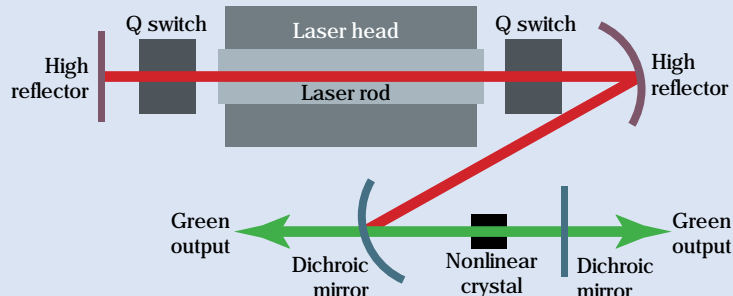 Q switch
Laser head
Q switch
High
reflector
Laser rod
High
reflector
Green
output
Dichroic
mirror
Nonlinear
crystal
Dichroic
mirror
Green
output